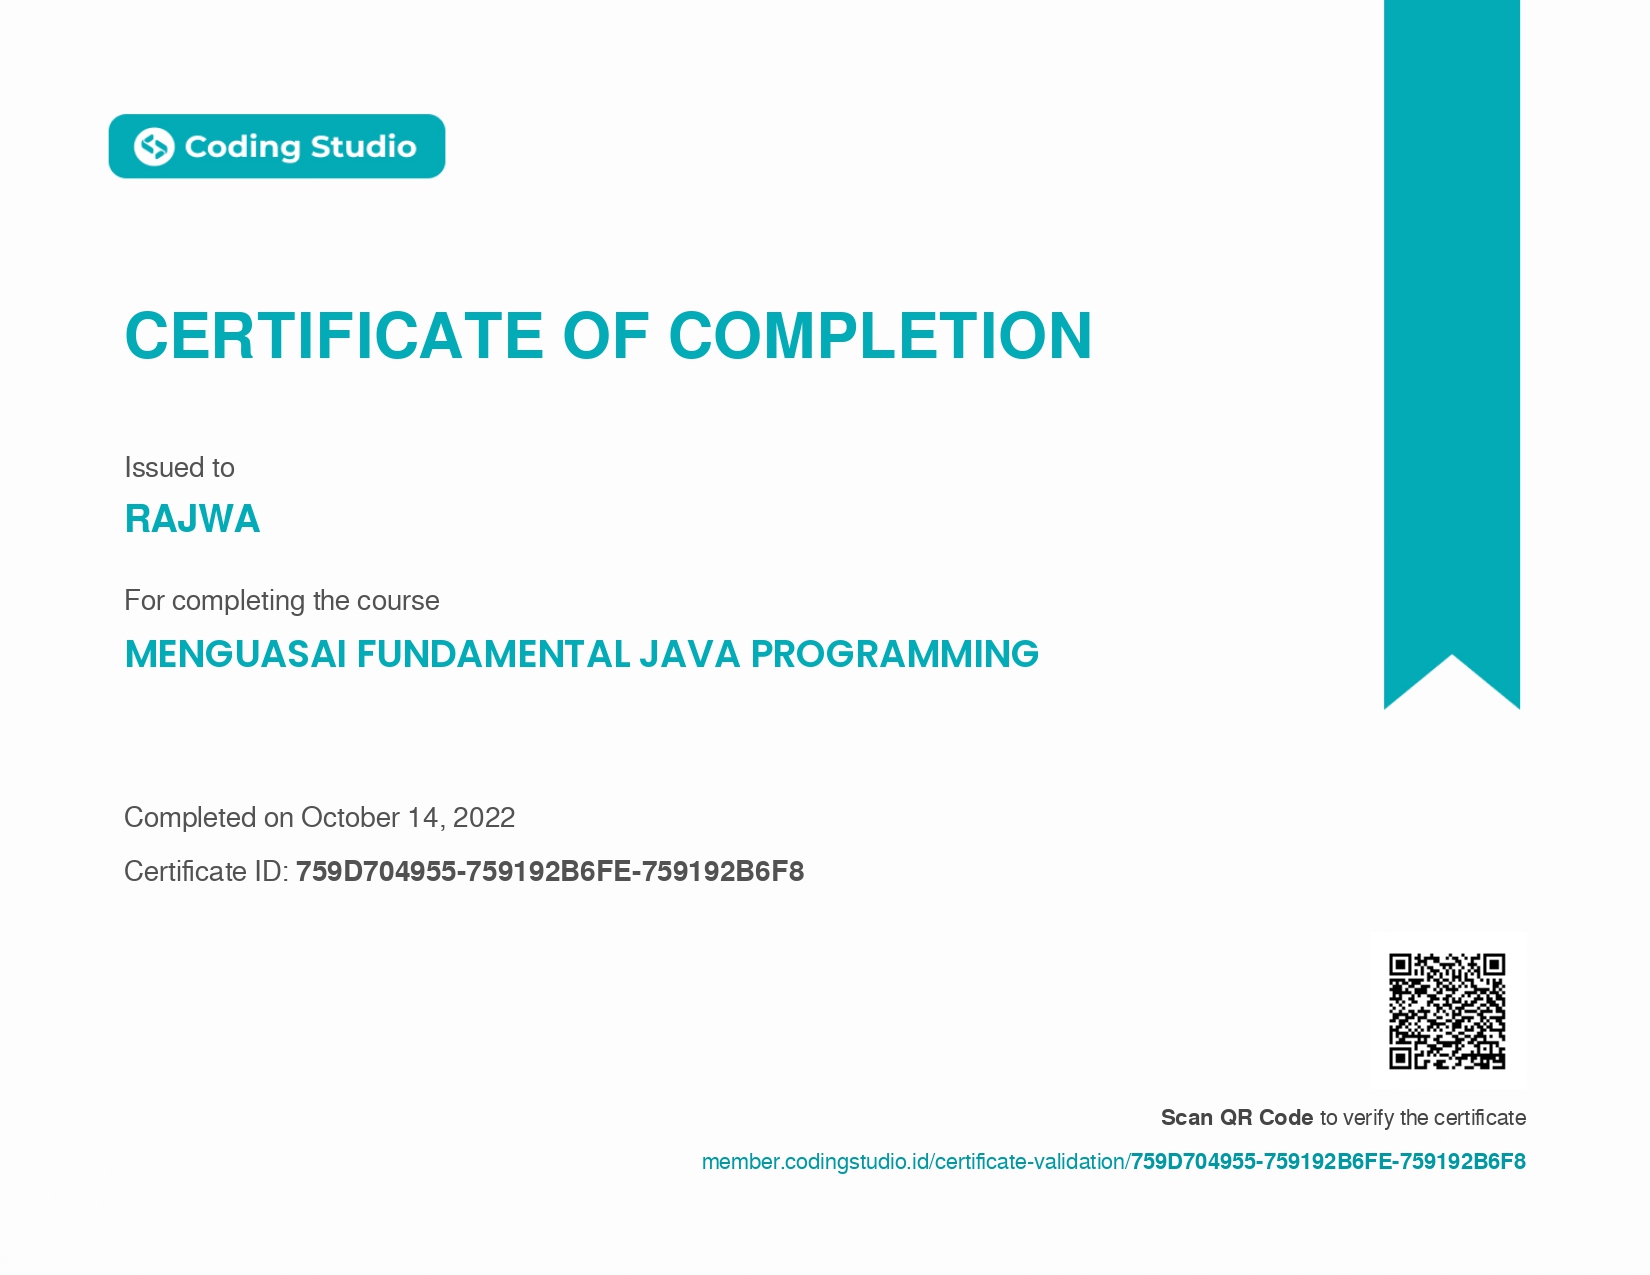 Coding Studio
CERTIFICATE OF COMPLETION
Issued to
RAJWA
For completing the course
MENGUASAI FUNDAMENTAL JAVA PROGRAMMING
Completed on October 14, 2022
Certificate ID: 759D704955-759192B6FE-759192B6F8
Scan QR Code to verify the certificate
member.codingstudio.id/certificate-validation/759D704955-759192B6FE-759192B6F8